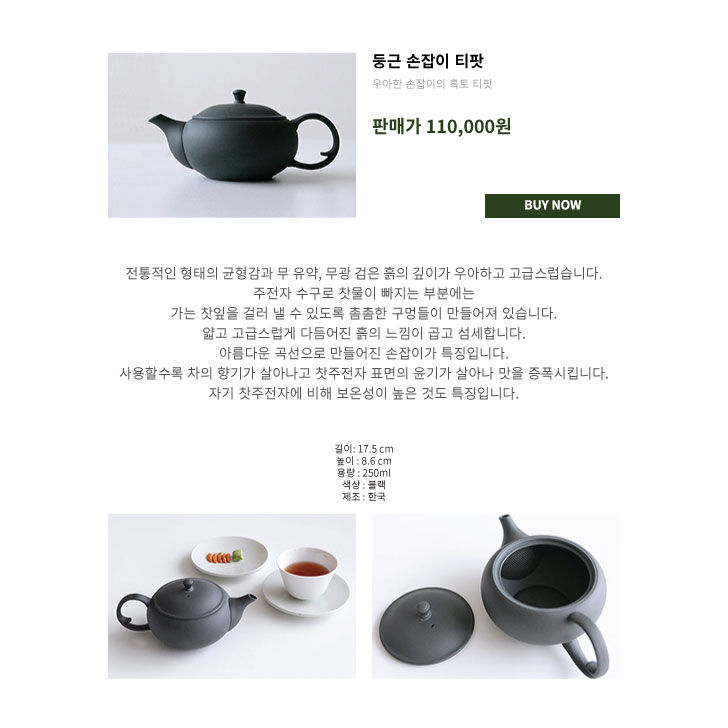 둥근 손잡이 티팟
우아한 손잡이의 흑토 티팟
판매가 110,000원
BUY NOW
전통적인 형태의 균형감과 무 유약, 무광 검은 흙의 깊이가 우아하고 고급스럽습니다.
주전자 수구로 찻물이 빠지는 부분에는
가는 찻잎을 걸러 낼 수 있도록 촘촘한 구멍들이 만들어져 있습니다.
얇고 고급스럽게 다듬어진 흙의 느낌이 곱고 섬세합니다.
아름다운 곡선으로 만들어진 손잡이가 특징입니다.
사용할수록 차의 향기가 살아나고 찻주전자 표면의 윤기가 살아나 맛을 증폭시킵니다.
자기 찻주전자에 비해 보온성이 높은 것도 특징입니다.
길이: 17.5 cm
높이 : 8.6 cm
용량 : 250ml
색상 : 블랙
제조 : 한국